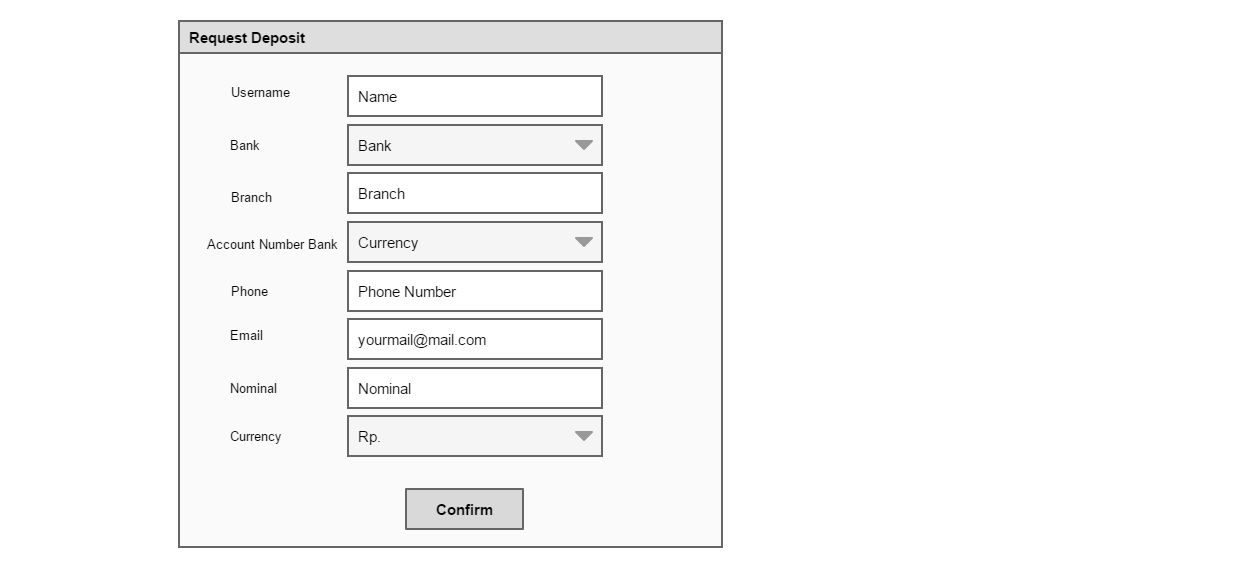 Request Deposit
Username Name
Bank Bank
Branch Branch
Account Number Bank Currency
Phone Phone Number
Email yourmail@mail.com
Nominal Nominal
Currency Rp.
Confirm